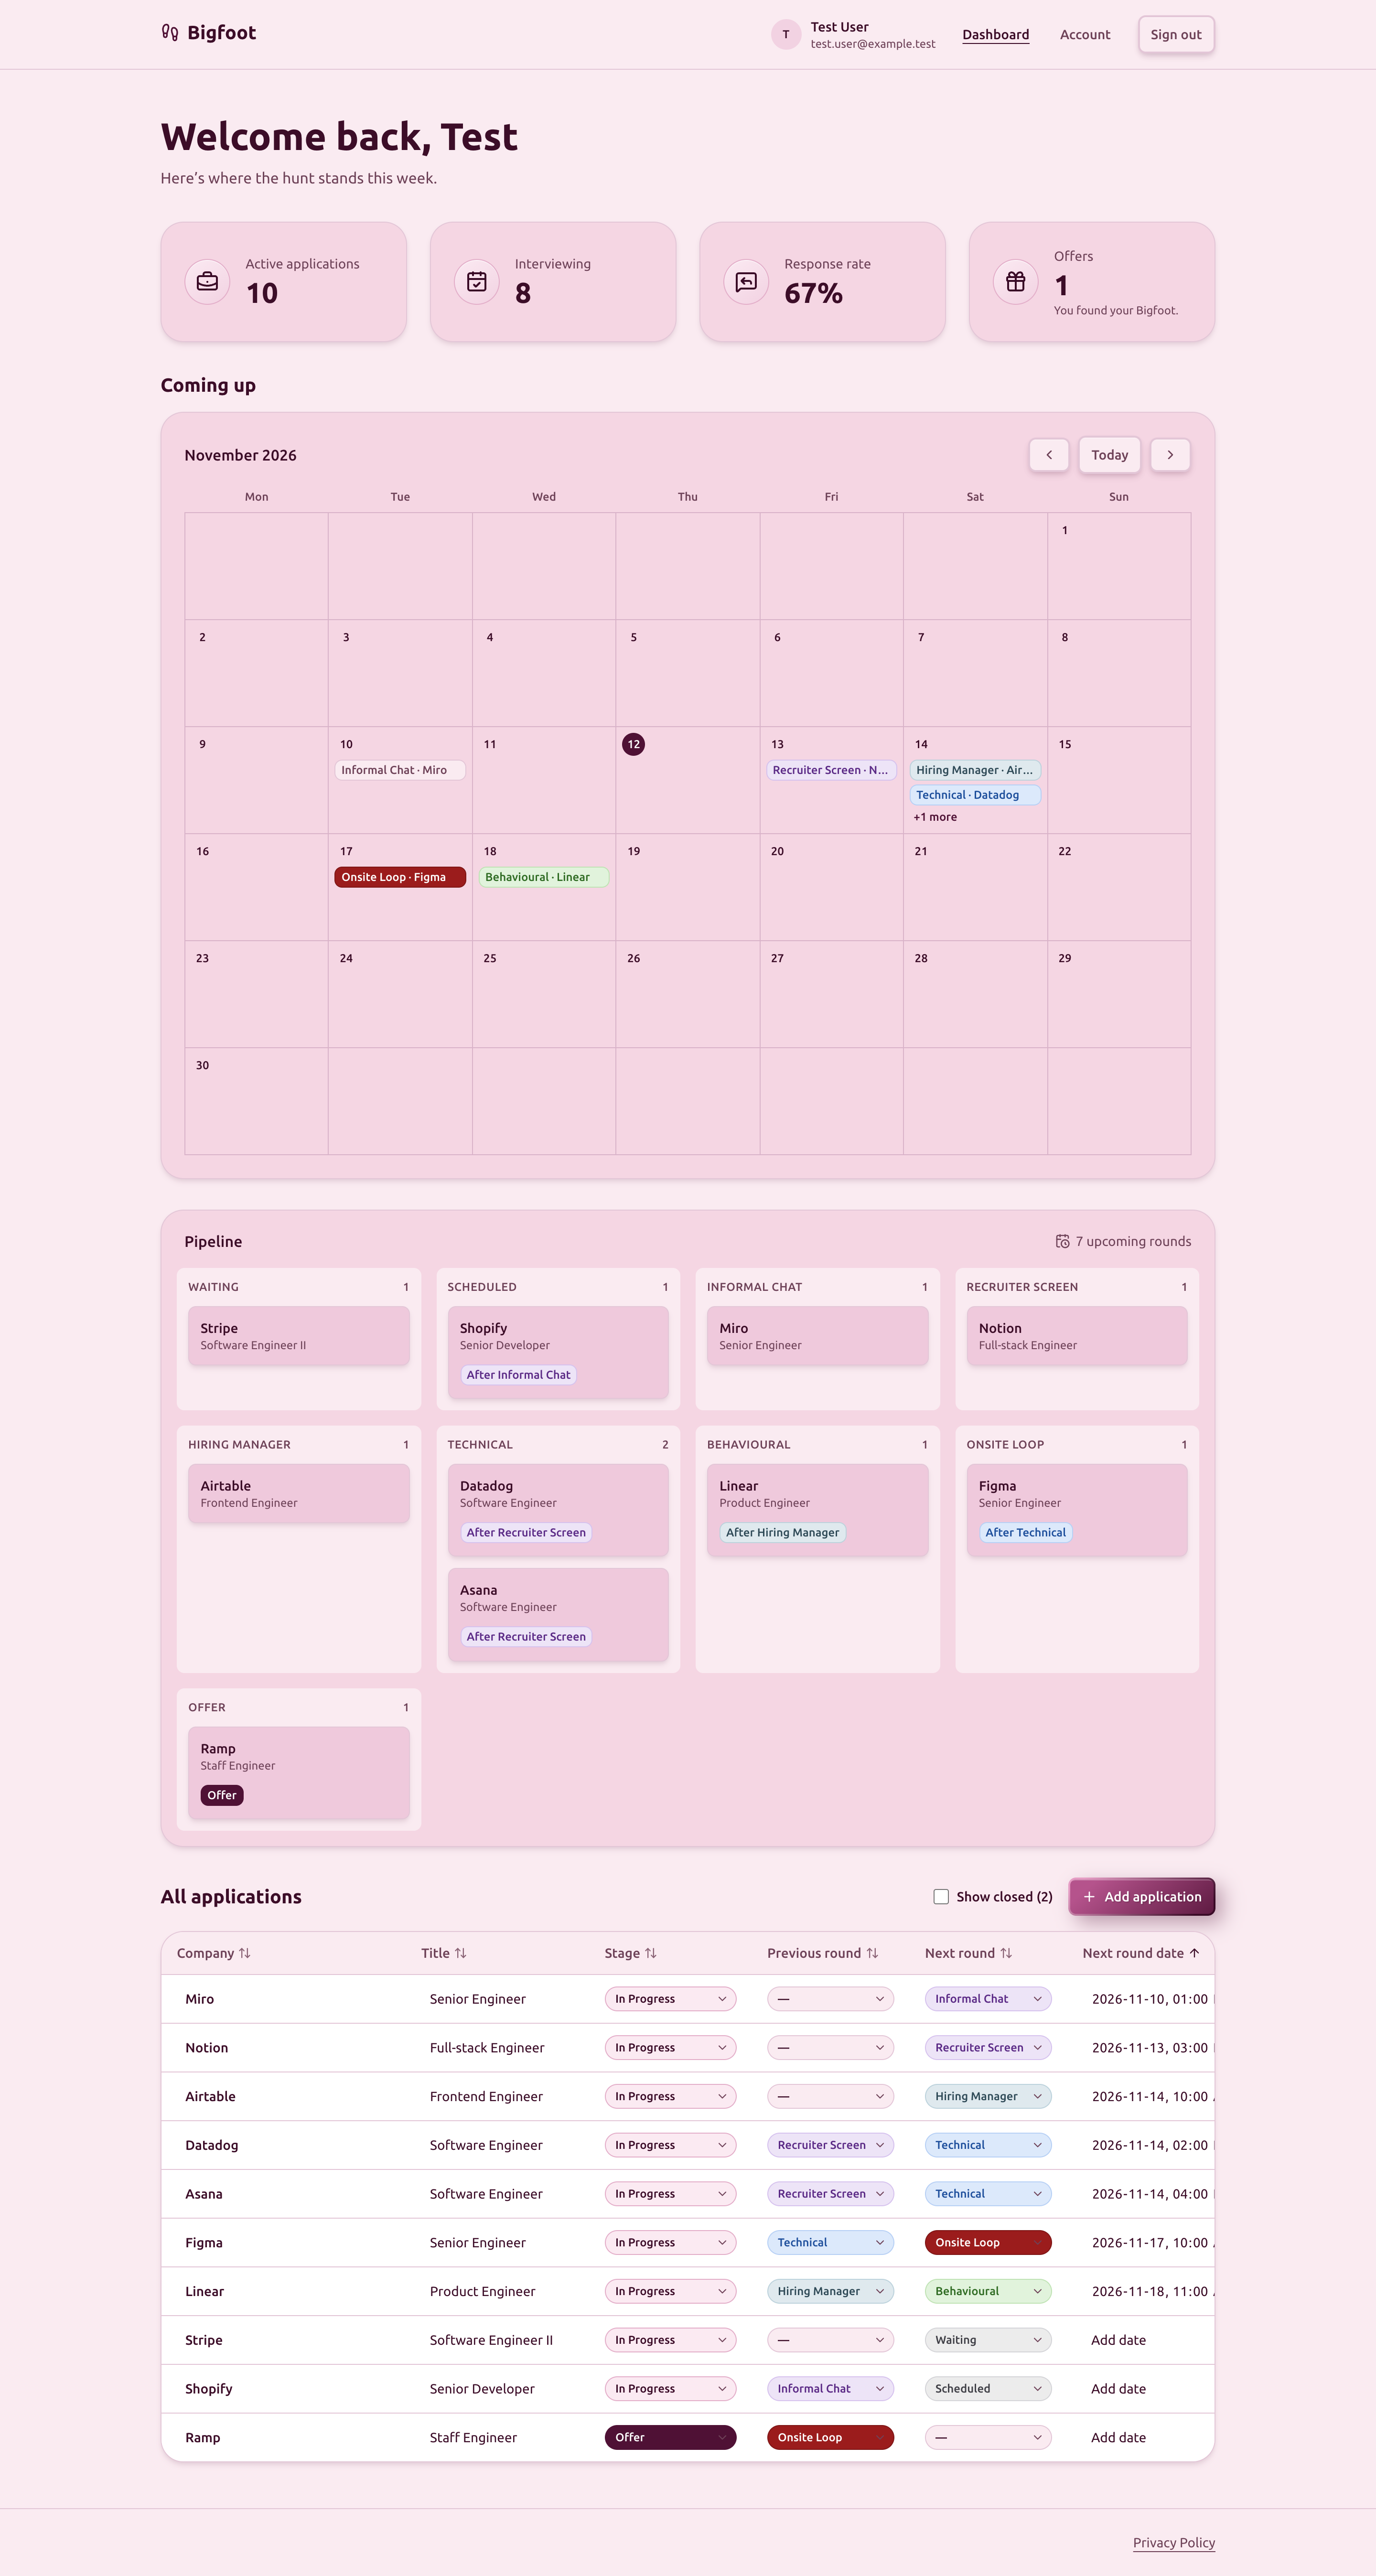 Bigfoot
T
Test User
test.user@example.test
Dashboard
Account
Sign out
Welcome back, Test
Here's where the hunt stands this week.
Active applications
10
Interviewing
8
Response rate
67%
Offers
1
You found your Bigfoot.
Coming up
November 2026
Today
Mon Tue Wed Thu Fri Sat Sun
1
2 3 4 5 6 7 8
9 10 11 12 13 14 15
Informal Chat · Miro
Recruiter Screen · N...
Hiring Manager · Air...
Technical · Datadog
+1 more
16 17 18 19 20 21 22
Onsite Loop · Figma
Behavioural · Linear
23 24 25 26 27 28 29
30
Pipeline
7 upcoming rounds
WAITING 1
Stripe
Software Engineer II
SCHEDULED 1
Shopify
Senior Developer
After Informal Chat
INFORMAL CHAT 1
Miro
Senior Engineer
RECRUITER SCREEN 1
Notion
Full-stack Engineer
HIRING MANAGER 1
Airtable
Frontend Engineer
TECHNICAL 2
Datadog
Software Engineer
After Recruiter Screen
Asana
Software Engineer
After Recruiter Screen
BEHAVIOURAL 1
Linear
Product Engineer
After Hiring Manager
ONSITE LOOP 1
Figma
Senior Engineer
After Technical
OFFER 1
Ramp
Staff Engineer
Offer
All applications
Show closed (2)
+ Add application
Company Title Stage Previous round Next round Next round date
Miro Senior Engineer In Progress — Informal Chat 2026-11-10, 01:00
Notion Full-stack Engineer In Progress — Recruiter Screen 2026-11-13, 03:00
Airtable Frontend Engineer In Progress — Hiring Manager 2026-11-14, 10:00
Datadog Software Engineer In Progress Recruiter Screen Technical 2026-11-14, 02:00
Asana Software Engineer In Progress Recruiter Screen Technical 2026-11-14, 04:00
Figma Senior Engineer In Progress Technical Onsite Loop 2026-11-17, 10:00
Linear Product Engineer In Progress Hiring Manager Behavioural 2026-11-18, 11:00
Stripe Software Engineer II In Progress — Waiting Add date
Shopify Senior Developer In Progress Informal Chat Scheduled Add date
Ramp Staff Engineer Offer Onsite Loop — Add date
Privacy Policy